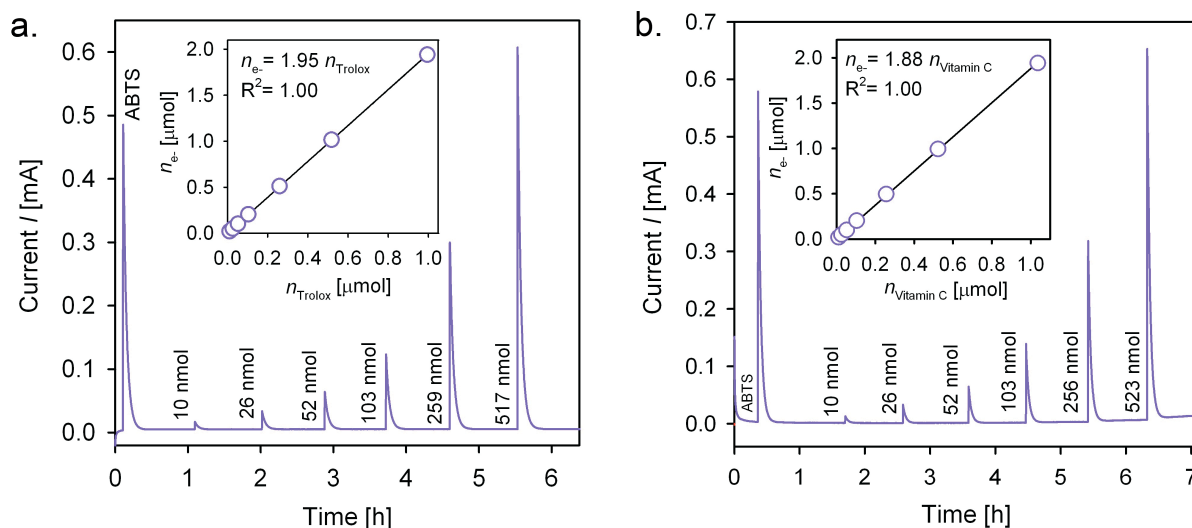 a.
0.6
0.5
0.4
0.3
0.2
0.1
0.0
Current I [mA]
0 1 2 3 4 5 6
Time [h]
ABTS
10 nmol
26 nmol
52 nmol
103 nmol
259 nmol
517 nmol
nₑ₋ = 1.95 n_Trolox
R²= 1.00
2.0
1.5
1.0
0.5
0.0
nₑ₋ [μmol]
0.0 0.2 0.4 0.6 0.8 1.0
n_Trolox [μmol]
b.
0.7
0.6
0.5
0.4
0.3
0.2
0.1
0.0
Current I [mA]
0 1 2 3 4 5 6 7
Time [h]
ABTS
10 nmol
26 nmol
52 nmol
103 nmol
256 nmol
523 nmol
nₑ₋ = 1.88 n_Vitamin C
R²= 1.00
2.0
1.5
1.0
0.5
0.0
nₑ₋ [μmol]
0.0 0.2 0.4 0.6 0.8 1.0
n_Vitamin C [μmol]